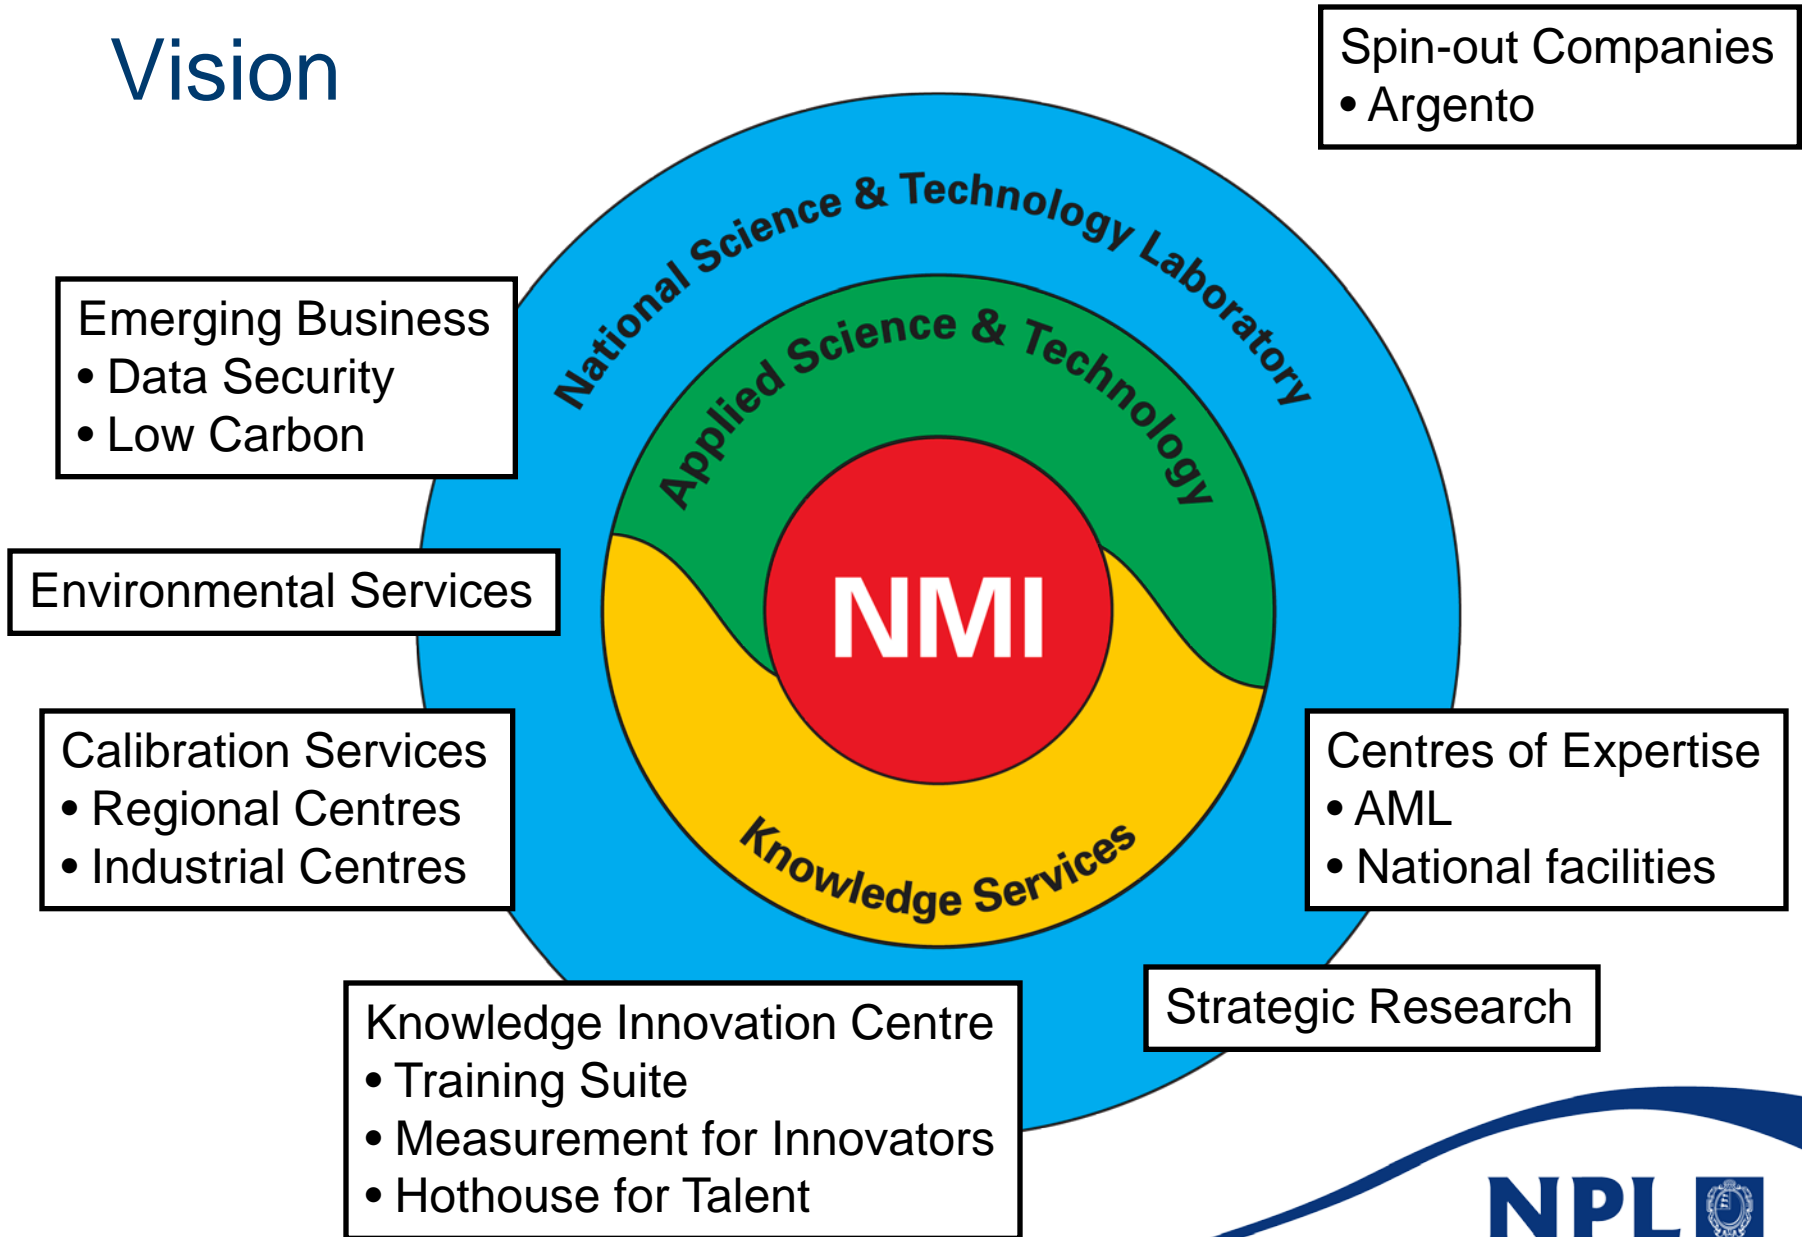 Vision
Spin-out Companies
• Argento
National Science & Technology Laboratory
Applied Science & Technology
NMI
Knowledge Services
Emerging Business
• Data Security
• Low Carbon
Environmental Services
Calibration Services
• Regional Centres
• Industrial Centres
Centres of Expertise
• AML
• National facilities
Strategic Research
Knowledge Innovation Centre
• Training Suite
• Measurement for Innovators
• Hothouse for Talent
NPL